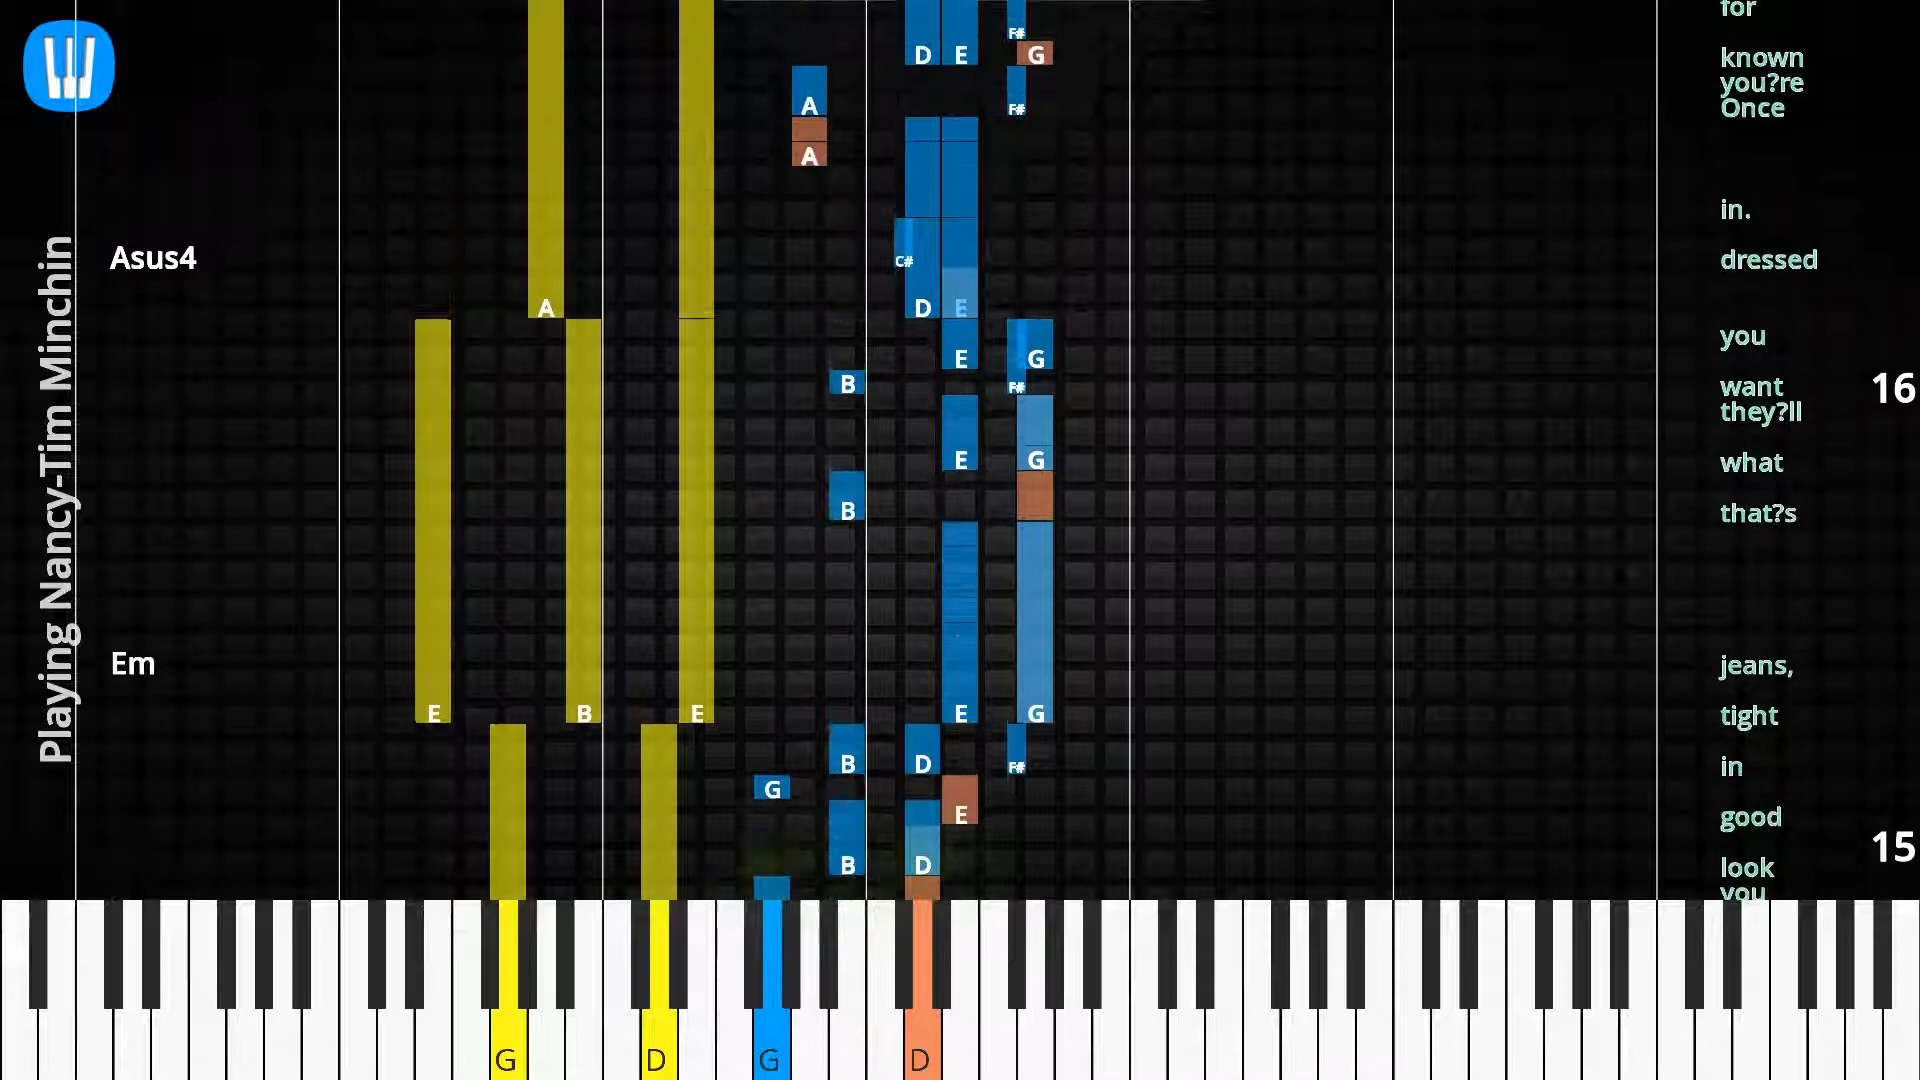 Playing Nancy-Tim Minchin
for
F#
D E G
known
you?re
A F# Once
A
in.
Asus4
C# dressed
A D E
you
E G
16
B F# want
they?ll
E G what
B that?s
Em
jeans,
E B E E G tight
B D F# in
G
E good
15
B D look
you
G D G D